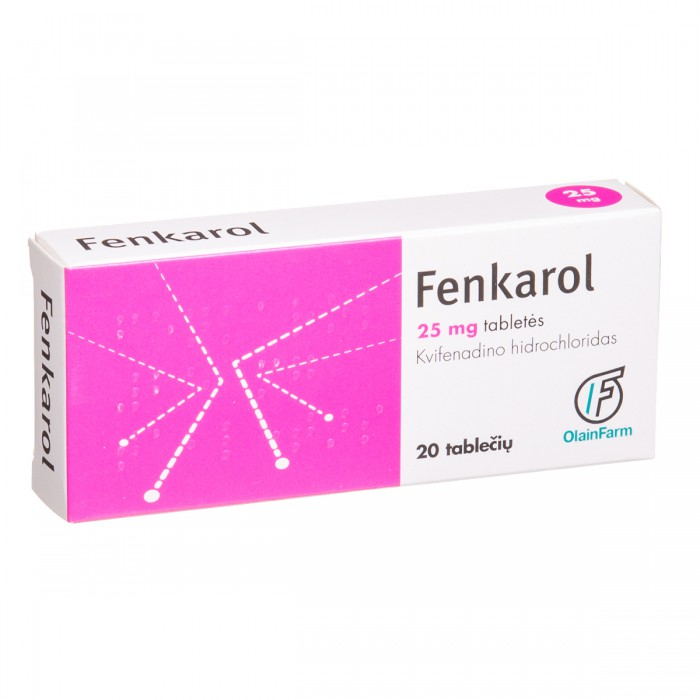 Fenkarol
25 mg
Fenkarol
Fenkarol
25 mg tabletės
Kvifenadino hidrochloridas
OlainFarm
20 tablečių